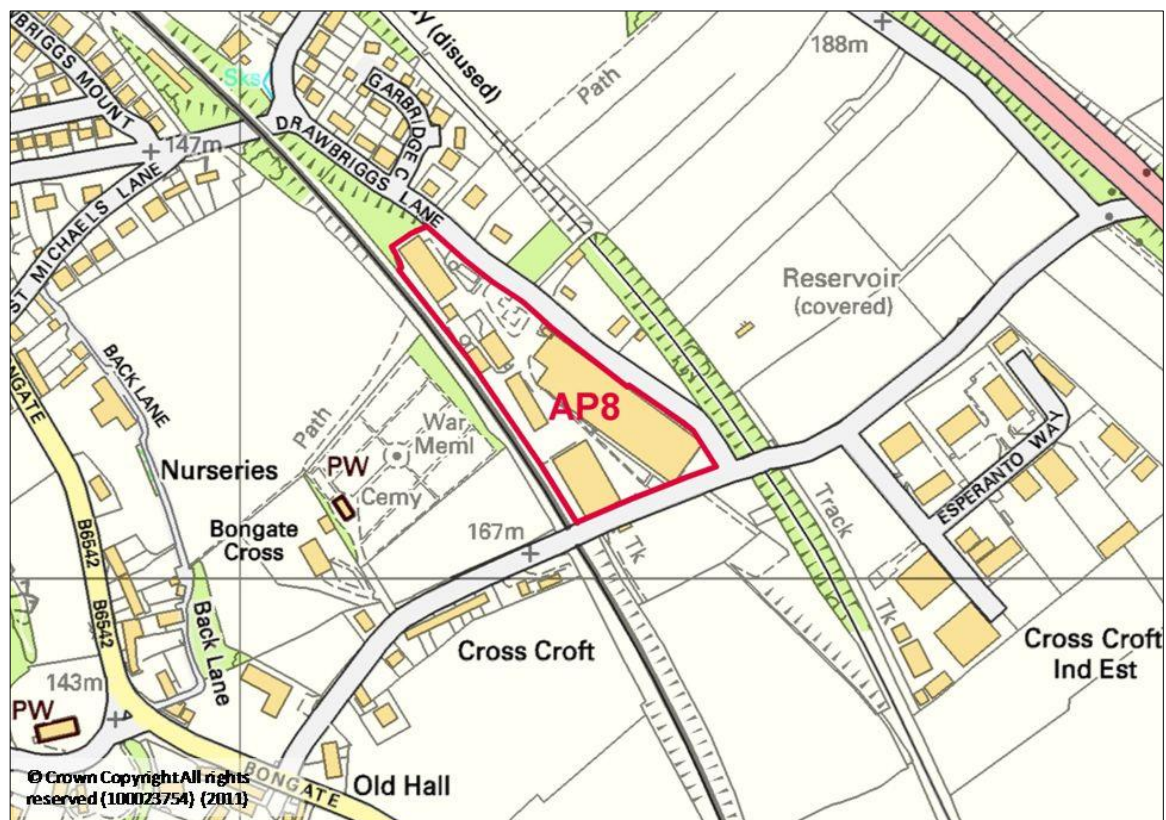 BRIGGS MOUNT
Sks
y (disused)
188m
Path
GARBRIDGE C
DRAWBRIGGS LANE
147m
ST MICHAELS LANE
Reservoir
(covered)
BACK LANE
BONGATE
AP8
War
Meml
Path
PW
Nurseries
Cemy
Bongate
Cross
167m
Tk
Track
ESPERANTO WAY
B6542
B6542
Back Lane
Tk
Cross Croft
Cross Croft
Ind Est
143m
PW
BONGATE
Old Hall
© Crown Copyright All rights
reserved (100023754) (2011)